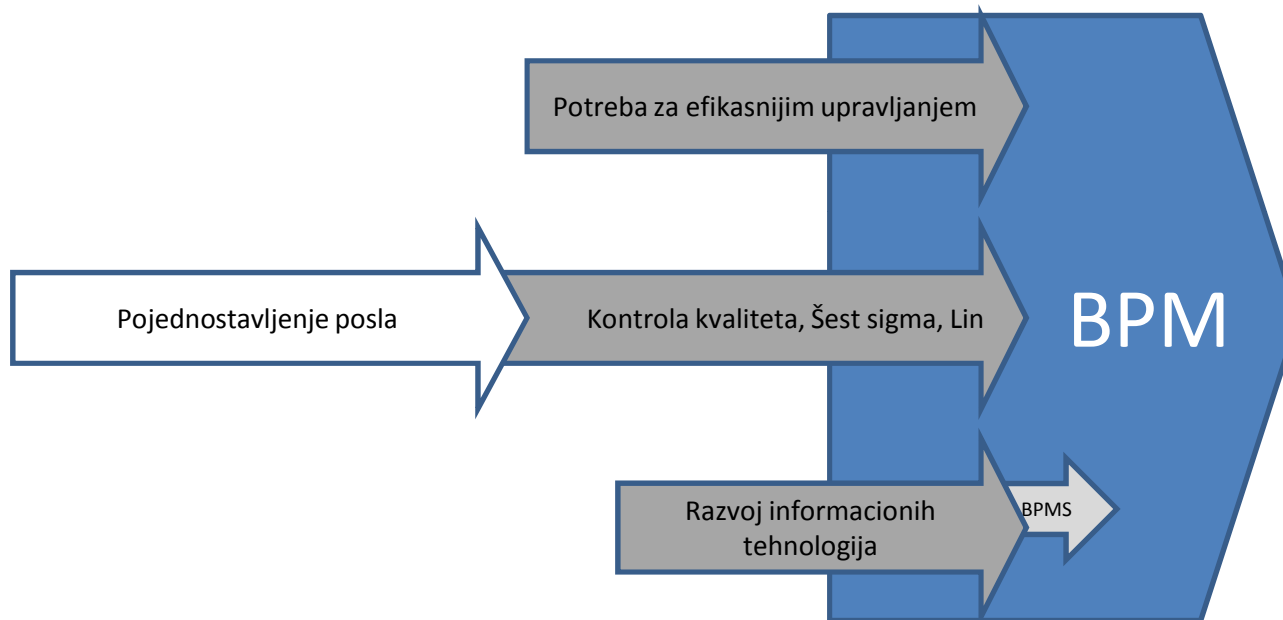 Potreba za efikasnijim upravljanjem
Pojednostavljenje posla
Kontrola kvaliteta, Šest sigma, Lin
BPM
Razvoj informacionih
tehnologija
BPMS